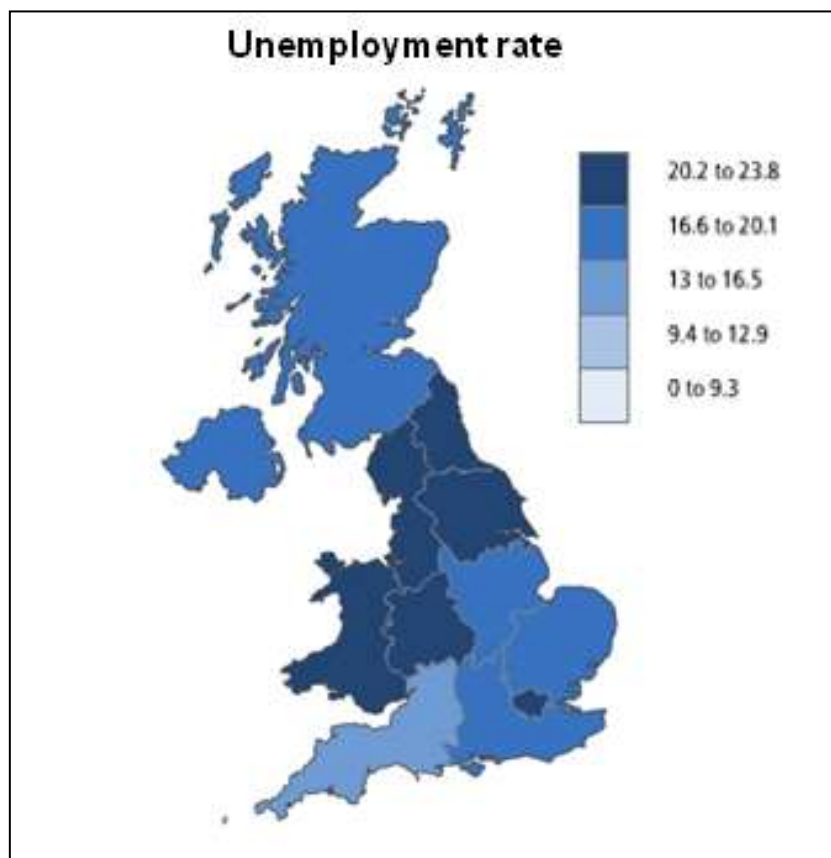 Unemployment rate
20.2 to 23.8
16.6 to 20.1
13 to 16.5
9.4 to 12.9
0 to 9.3